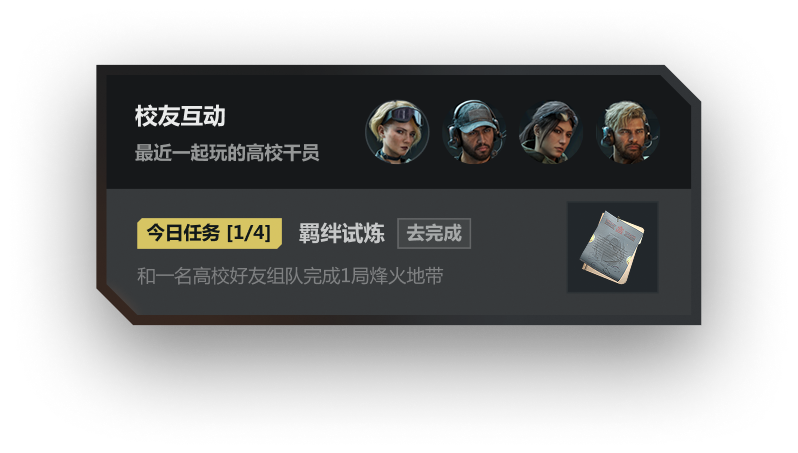 校友互动
最近一起玩的高校干员
今日任务 [1/4] 羁绊试炼 去完成
和一名高校好友组队完成1局烽火地带